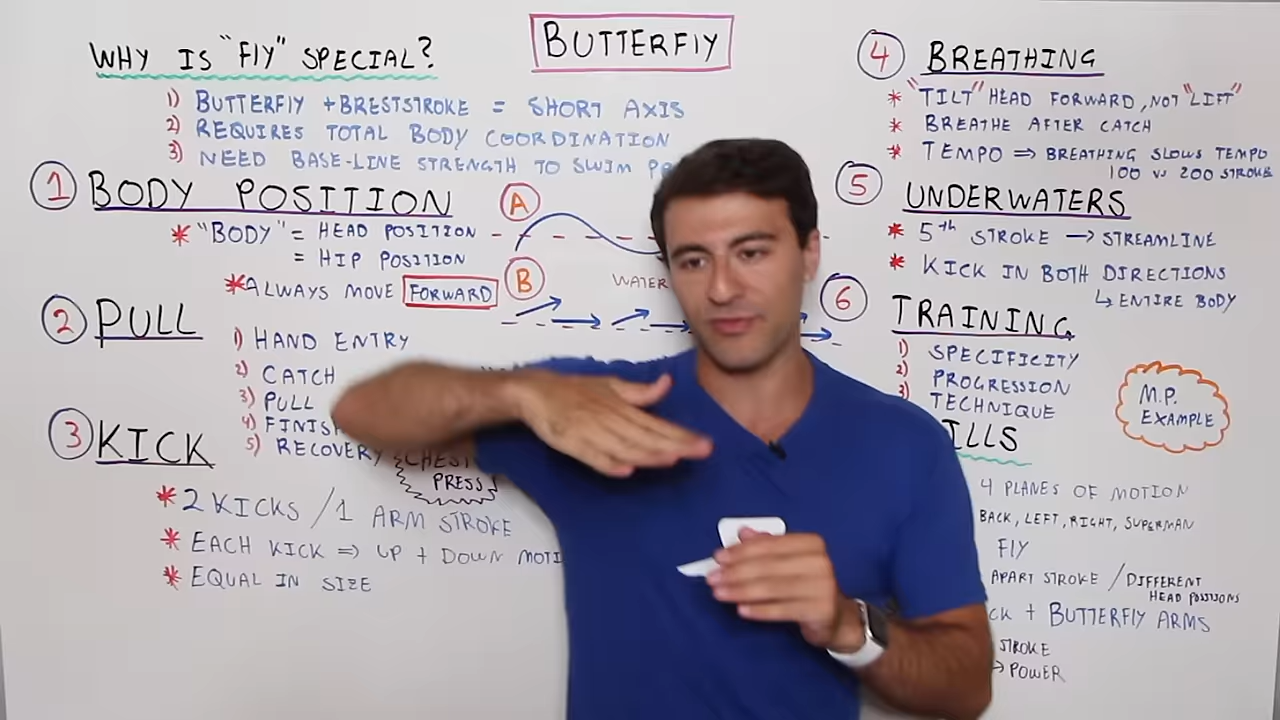 BUTTERFLY
WHY IS "FLY" SPECIAL?
1) BUTTERFLY + BRESTSTROKE = SHORT AXIS
2) REQUIRES TOTAL BODY COORDINATION
3) NEED BASE-LINE STRENGTH TO SWIM
1 BODY POSITION
* "BODY" = HEAD POSITION
= HIP POSITION
* ALWAYS MOVE FORWARD
A
B
WATER
2 PULL
1) HAND ENTRY
2) CATCH
3) PULL
4) FINISH
5) RECOVERY
CHEST
PRESS
3 KICK
* 2 KICKS / 1 ARM STROKE
* EACH KICK ⇒ UP + DOWN MOTI
* EQUAL IN SIZE
4 BREATHING
* "TILT" HEAD FORWARD, NOT "LIFT"
* BREATHE AFTER CATCH
* TEMPO ⇒ BREATHING SLOWS TEMPO
100 vs 200 STROKE
5 UNDERWATERS
* 5th STROKE → STREAMLINE
* KICK IN BOTH DIRECTIONS
↳ ENTIRE BODY
6 TRAINING
1) SPECIFICITY
2) PROGRESSION
3) TECHNIQUE
M.P.
EXAMPLE
ILLS
4 PLANES OF MOTION
BACK, LEFT, RIGHT, SUPERMAN
FLY
APART STROKE / DIFFERENT
HEAD POSITIONS
CK + BUTTERFLY ARMS
STROKE
→ POWER